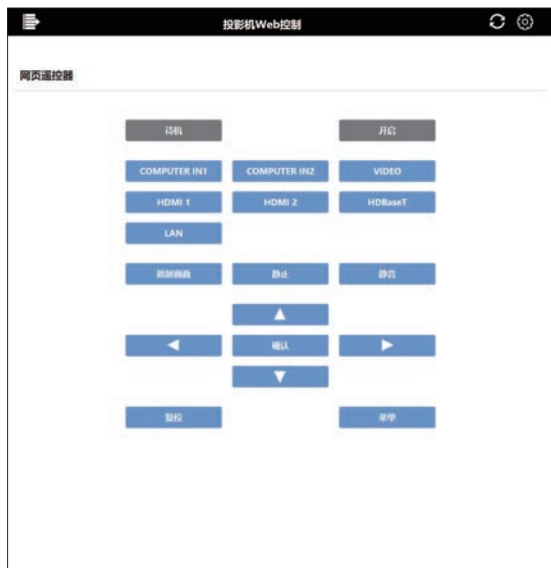 投影机Web控制
网页遥控器
待机 开启
COMPUTER IN1 COMPUTER IN2 VIDEO
HDMI 1 HDMI 2 HDBaseT
LAN
静止 静音
确认
复位 菜单